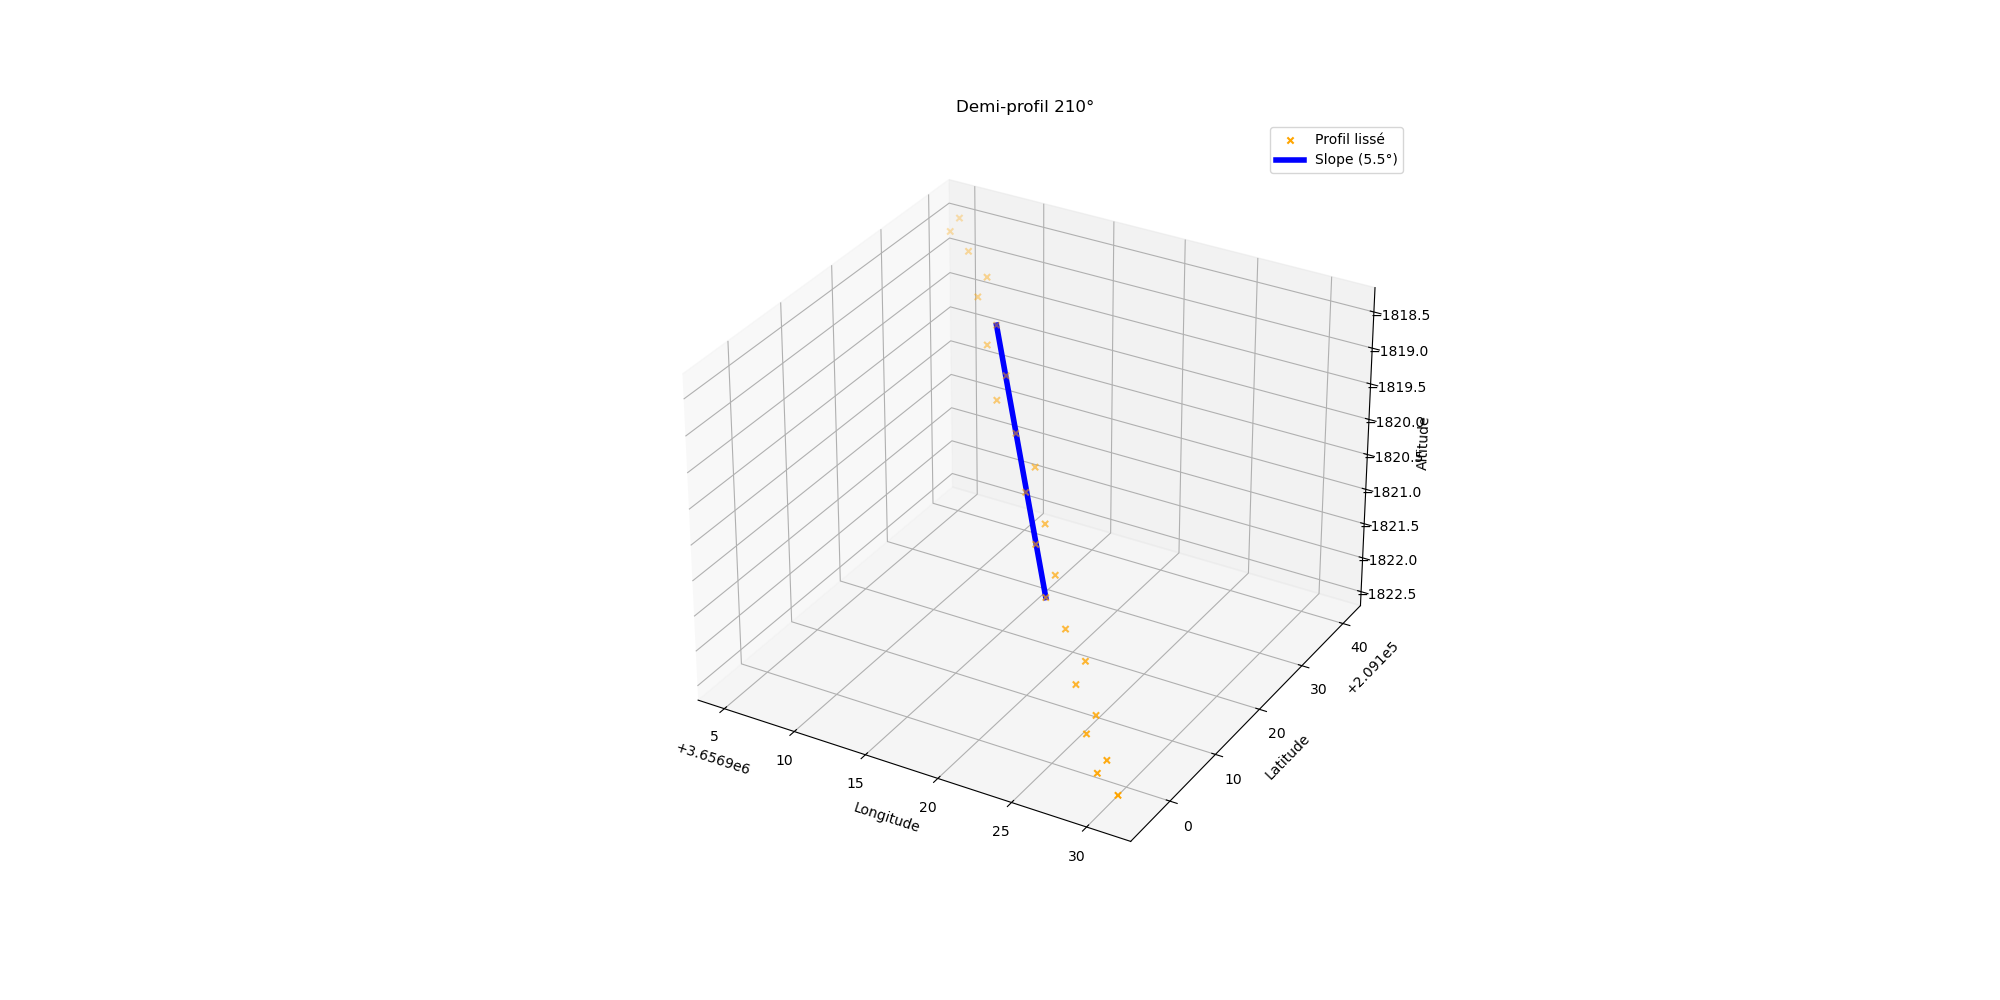 Demi-profil 210°
Profil lissé
Slope (5.5°)
−1818.5
−1819.0
−1819.5
−1820.0
−1820.5
−1821.0
−1821.5
−1822.0
−1822.5
Altitude
40
30
20
10
0
+2.091e5
Latitude
5
10
15
20
25
30
+3.6569e6
Longitude